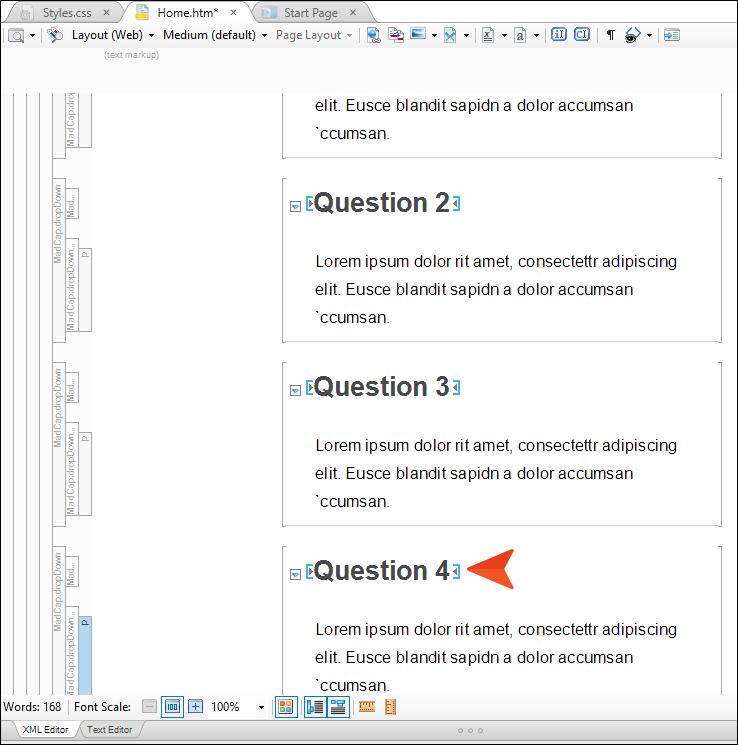 Styles.css
Home.htm*
Start Page
Layout (Web)
Medium (default)
Page Layout
(text markup)
MadCap:dropDown...
elit. Eusce blandit sapidn a dolor accumsan
`ccumsan.
MadCap:dropDown
Mad...
MadCap:dropDown...
p
Question 2
Lorem ipsum dolor rit amet, consectettr adipiscing
elit. Eusce blandit sapidn a dolor accumsan
`ccumsan.
MadCap:dropDown
Mad...
MadCap:dropDown...
p
Question 3
Lorem ipsum dolor rit amet, consectettr adipiscing
elit. Eusce blandit sapidn a dolor accumsan
`ccumsan.
MadCap:dropDown
Mad...
MadCap:dropDown...
p
Question 4
Lorem ipsum dolor rit amet, consectettr adipiscing
elit. Eusce blandit sapidn a dolor accumsan
`ccumsan.
Words: 168
Font Scale:
100
100%
XML Editor
Text Editor